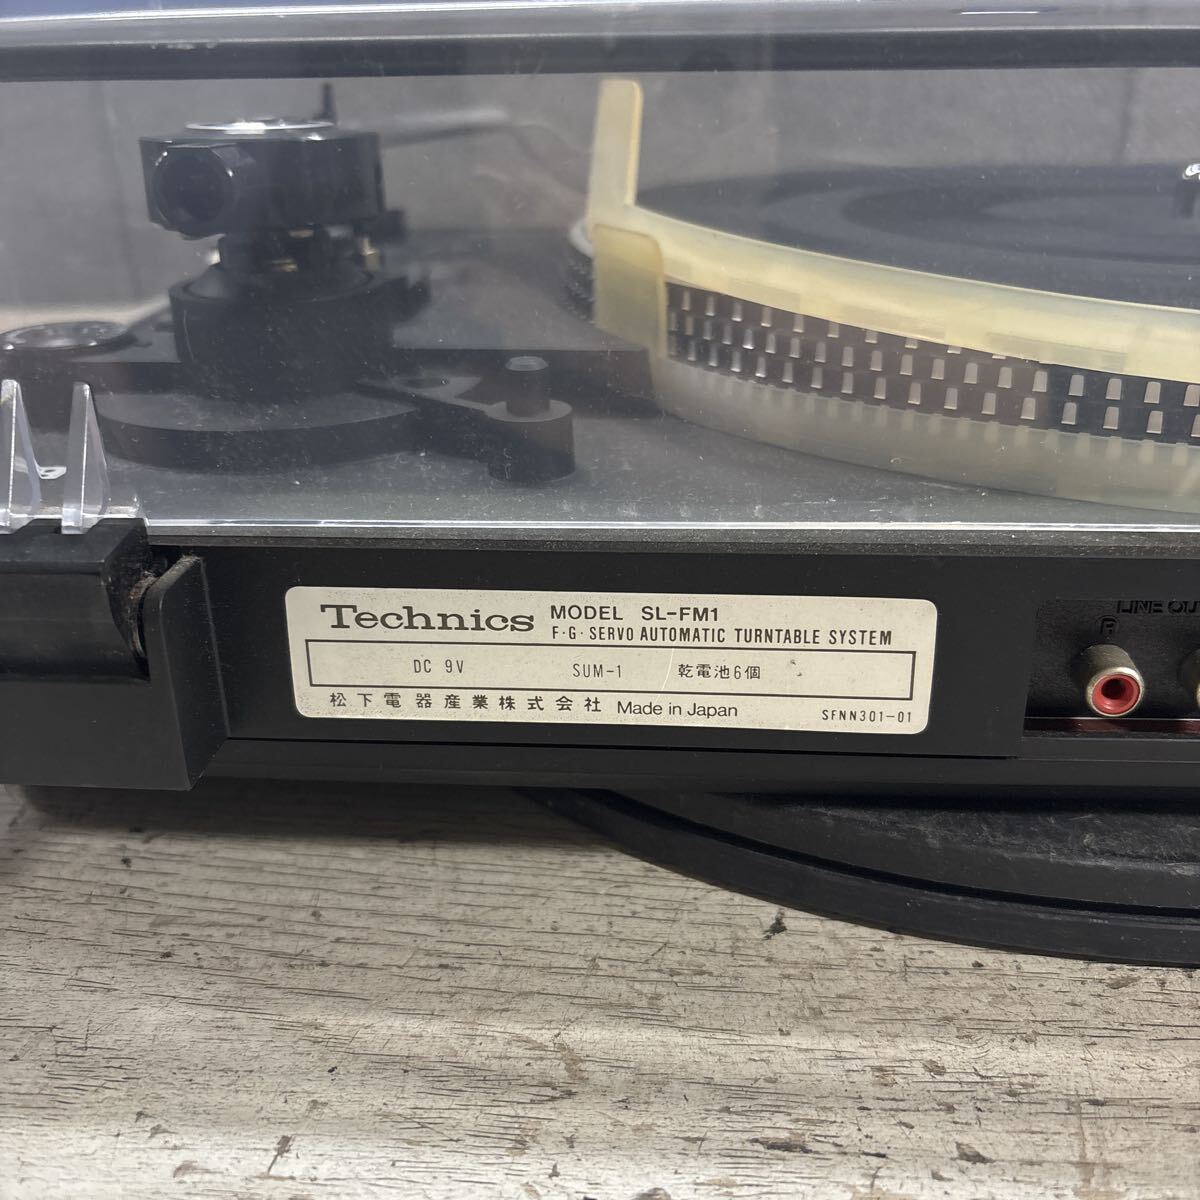 Technics MODEL SL-FM1
F·G·SERVO AUTOMATIC TURNTABLE SYSTEM
DC 9V SUM-1 乾電池6個
松下電器産業株式会社 Made in Japan SFNN301-01
LINE OU
R